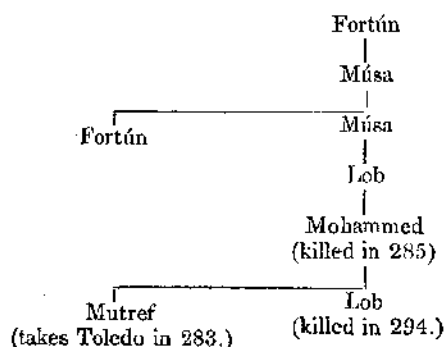 Fortún
Músa
Fortún Músa
Lob
Mohammed
(killed in 285)
Mutref Lob
(takes Toledo in 283.) (killed in 294.)